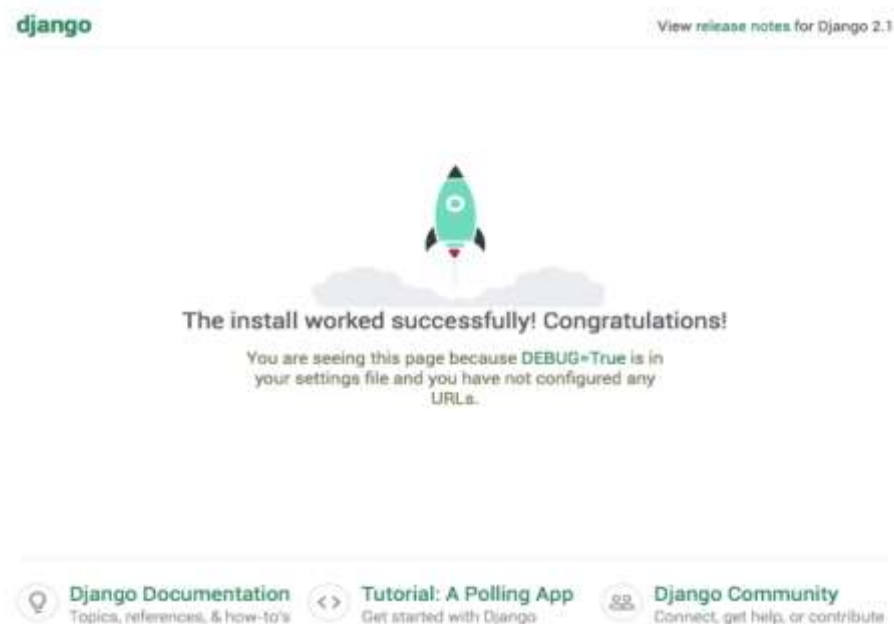 django
View release notes for Django 2.1
The install worked successfully! Congratulations!
You are seeing this page because DEBUG=True is in
your settings file and you have not configured any
URLs.
Django Documentation
Topics, references, & how-to's
Tutorial: A Polling App
Get started with Django
Django Community
Connect, get help, or contribute